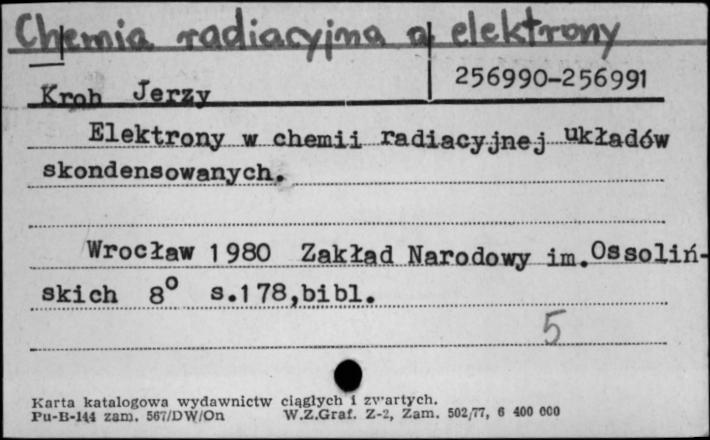 Chemia radiacyjna a elektrony
256990-256991
Kroh Jerzy
Elektrony w chemii radiacyjnej układów
skondensowanych.
Wrocław 1980 Zakład Narodowy im. Ossoliń-
skich 8° s.178,bibl.
5
Karta katalogowa wydawnictw ciągłych i zwartych.
Pu-B-144 zam. 567/DW/On W.Z.Graf. Z-2, Zam. 502/77, 6 400 000